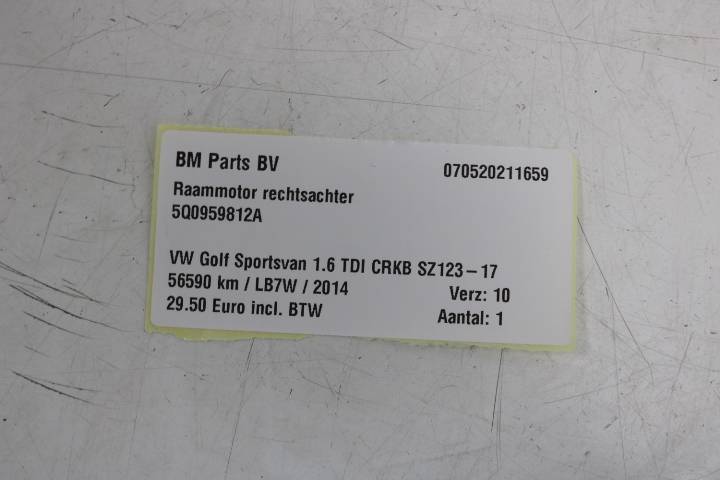 BM Parts BV 070520211659
Raammotor rechtsachter
5Q0959812A
VW Golf Sportsvan 1.6 TDI CRKB SZ123-17
56590 km / LB7W / 2014 Verz: 10
29.50 Euro incl. BTW Aantal: 1